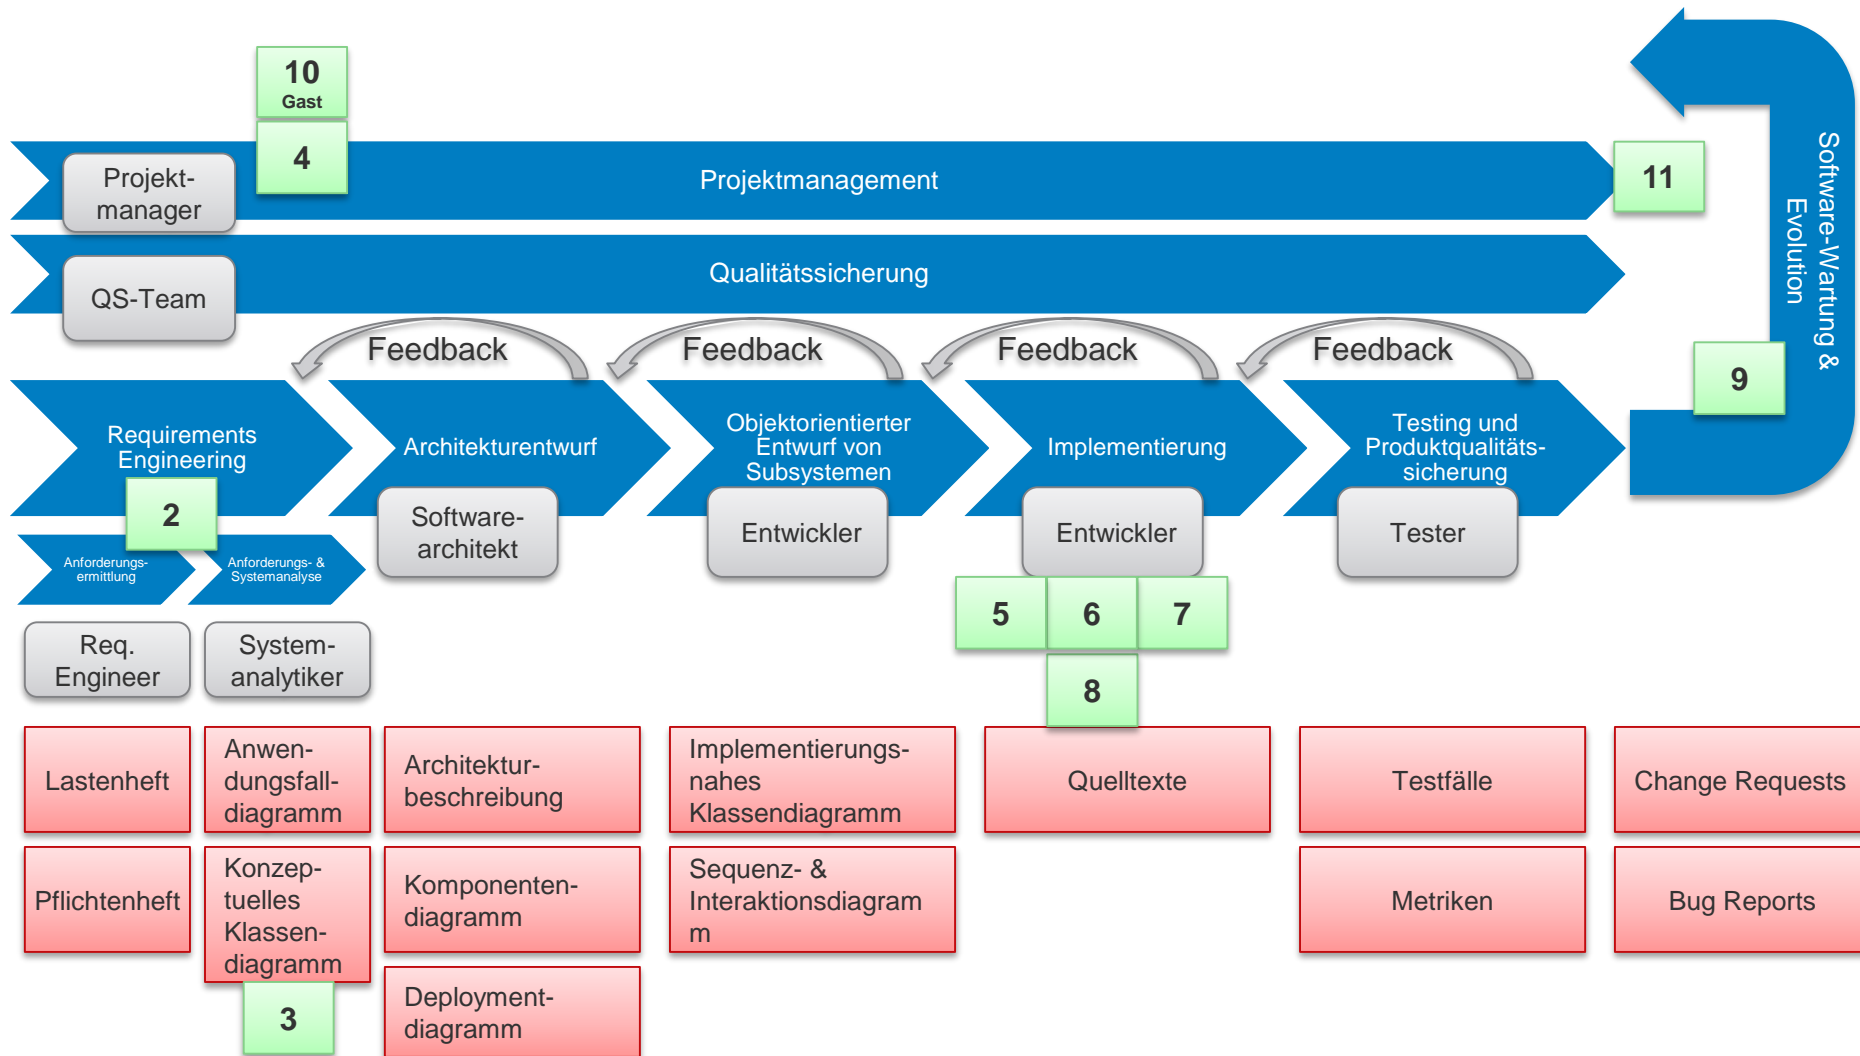 10
Gast
4
Projekt-
manager
Projektmanagement
11
Software-Wartung &
Evolution
QS-Team
Qualitätssicherung
Feedback
Feedback
Feedback
Feedback
9
Requirements
Engineering
Architekturentwurf
Objektorientierter
Entwurf von
Subsystemen
Implementierung
Testing und
Produktqualitäts-
sicherung
2
Software-
architekt
Entwickler
Entwickler
Tester
Anforderungs-
ermittlung
Anforderungs- &
Systemanalyse
5
6
7
8
Req.
Engineer
System-
analytiker
Lastenheft
Anwen-
dungsfall-
diagramm
Architektur-
beschreibung
Implementierungs-
nahes
Klassendiagramm
Quelltexte
Testfälle
Change Requests
Pflichtenheft
Konzep-
tuelles
Klassen-
diagramm
Komponenten-
diagramm
Sequenz- &
Interaktionsdiagram
m
Metriken
Bug Reports
3
Deployment-
diagramm